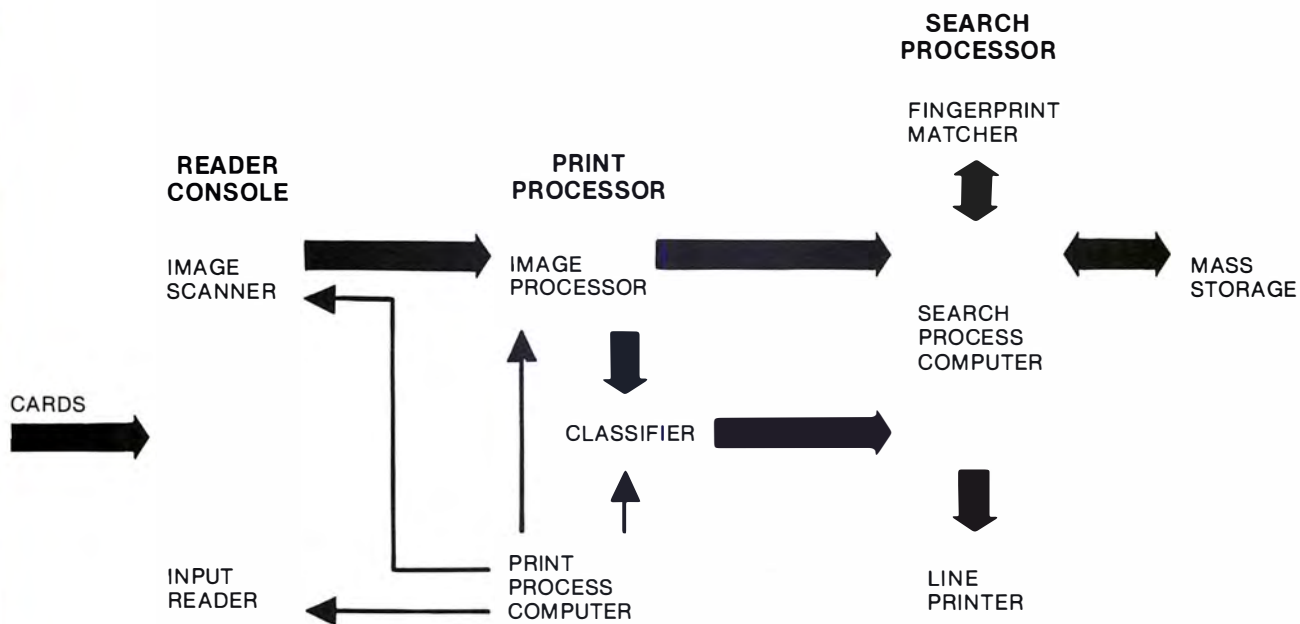 SEARCH
PROCESSOR
FINGERPRINT
MATCHER
READER
CONSOLE
PRINT
PROCESSOR
IMAGE
SCANNER
IMAGE
PROCESSOR
MASS
STORAGE
SEARCH
PROCESS
COMPUTER
CARDS
CLASSIFIER
INPUT
READER
PRINT
PROCESS
COMPUTER
LINE
PRINTER